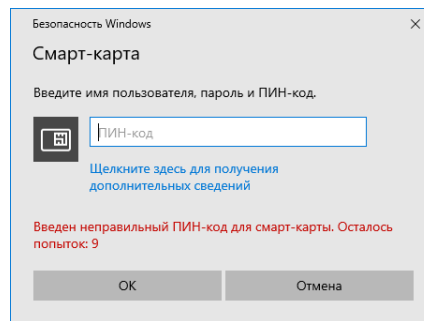 Безопасность Windows
Смарт-карта
Введите имя пользователя, пароль и ПИН-код.
ПИН-код
Щелкните здесь для получения
дополнительных сведений
Введен неправильный ПИН-код для смарт-карты. Осталось
попыток: 9
ОК
Отмена